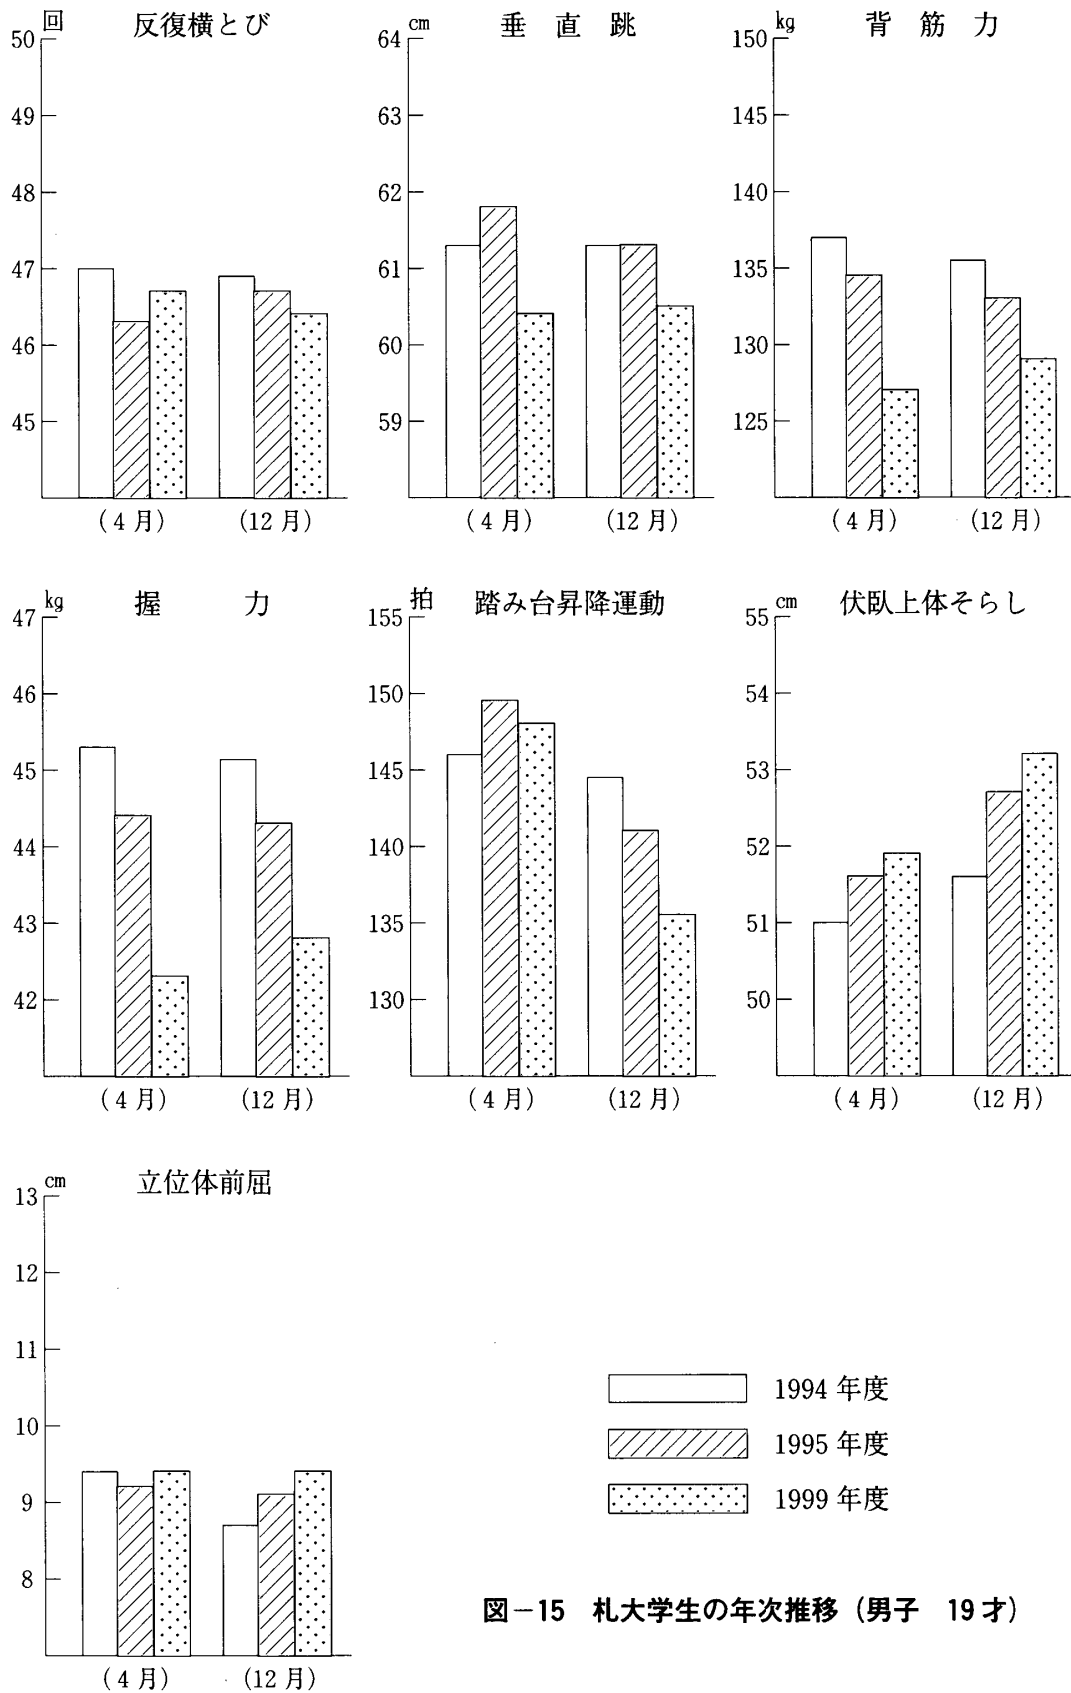 反復横とび
回
50
49
48
47
46
45
(4月) (12月)
垂直跳
cm
64
63
62
61
60
59
(4月) (12月)
背筋力
kg
150
145
140
135
130
125
(4月) (12月)
握力
kg
47
46
45
44
43
42
(4月) (12月)
踏み台昇降運動
拍
155
150
145
140
135
130
(4月) (12月)
伏臥上体そらし
cm
55
54
53
52
51
50
(4月) (12月)
立位体前屈
cm
13
12
11
10
9
8
(4月) (12月)
1994年度
1995年度
1999年度
図－15 札大学生の年次推移（男子 19才）